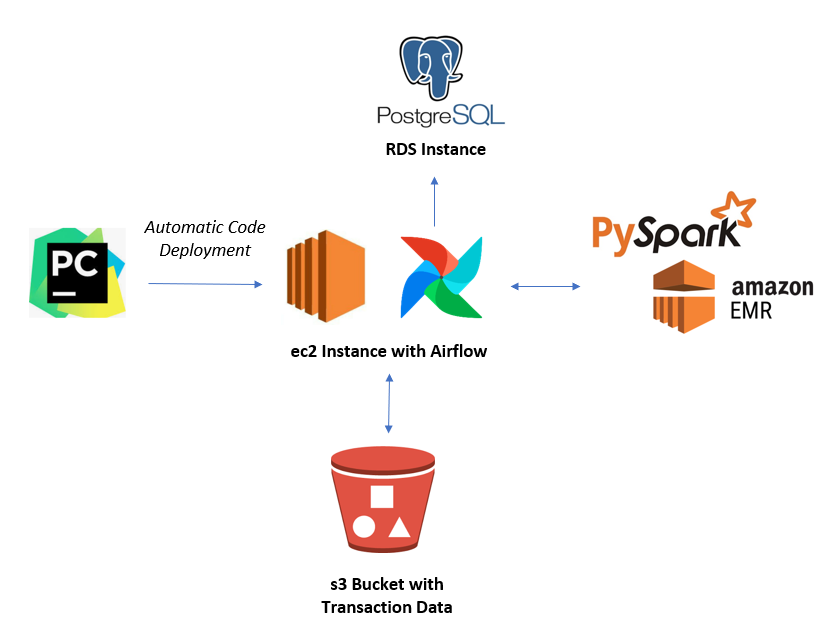 PostgreSQL
RDS Instance
Automatic Code
Deployment
PC
PySpark
amazon
EMR
ec2 Instance with Airflow
s3 Bucket with
Transaction Data